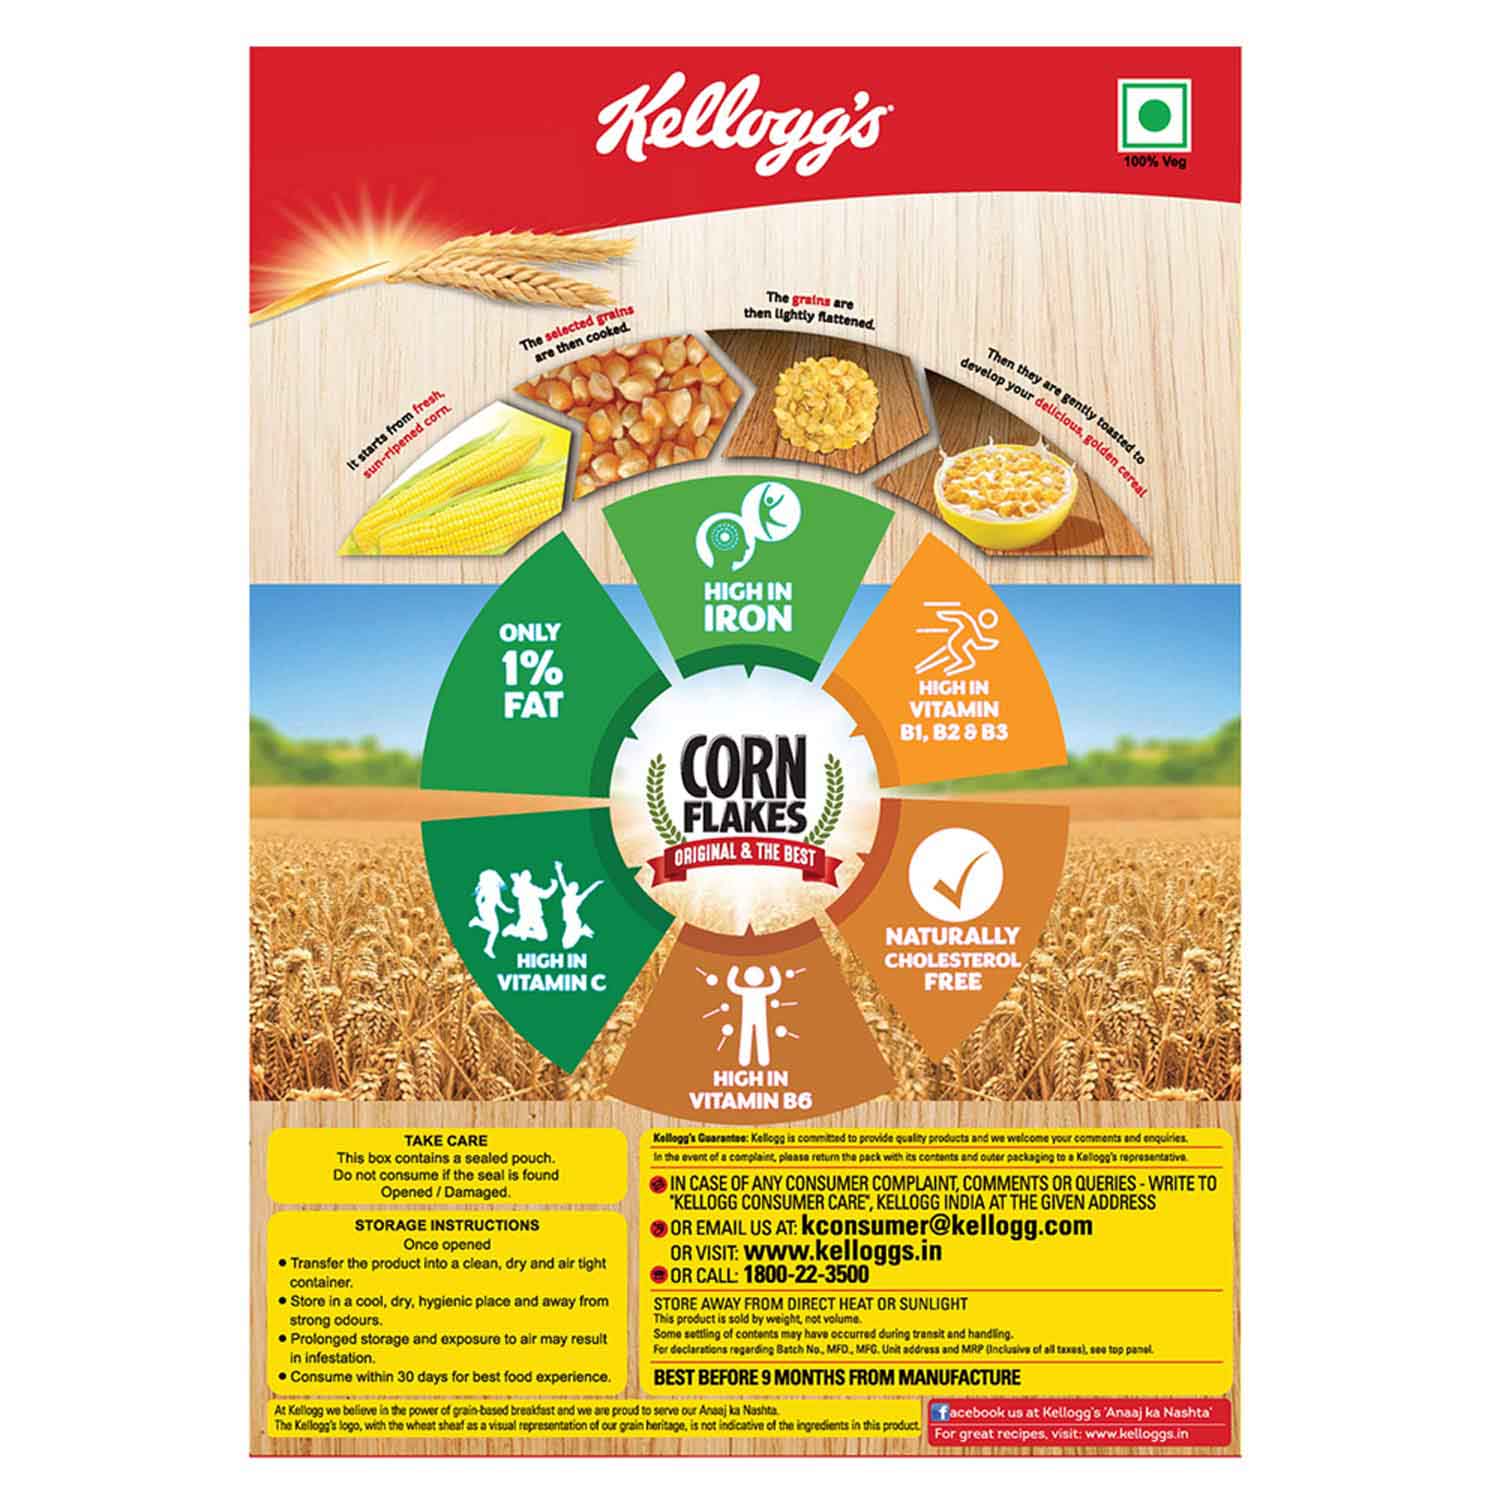 Kellogg's
100% Veg
It starts from fresh,
sun-ripened corn.
The selected grains
are then cooked.
The grains are
then lightly flattened.
Then they are gently toasted to
develop your delicious, golden cereal
ONLY
1%
FAT
HIGH IN
IRON
HIGH IN
VITAMIN
B1, B2 & B3
CORN
FLAKES
ORIGINAL & THE BEST
HIGH IN
VITAMIN C
NATURALLY
CHOLESTEROL
FREE
HIGH IN
VITAMIN B6
TAKE CARE
This box contains a sealed pouch.
Do not consume if the seal is found
Opened / Damaged.
STORAGE INSTRUCTIONS
Once opened
• Transfer the product into a clean, dry and air tight
container.
• Store in a cool, dry, hygienic place and away from
strong odours.
• Prolonged storage and exposure to air may result
in infestation.
• Consume within 30 days for best food experience.
Kellogg's Guarantee: Kellogg is committed to provide quality products and we welcome your comments and enquiries.
In the event of a complaint, please return the pack with its contents and outer packaging to a Kellogg's representative.
IN CASE OF ANY CONSUMER COMPLAINT, COMMENTS OR QUERIES - WRITE TO
"KELLOGG CONSUMER CARE", KELLOGG INDIA AT THE GIVEN ADDRESS
OR EMAIL US AT: kconsumer@kellogg.com
OR VISIT: www.kelloggs.in
OR CALL: 1800-22-3500
STORE AWAY FROM DIRECT HEAT OR SUNLIGHT
This product is sold by weight, not volume.
Some settling of contents may have occurred during transit and handling.
For declarations regarding Batch No., MFD., MFG. Unit address and MRP (Inclusive of all taxes), see top panel.
BEST BEFORE 9 MONTHS FROM MANUFACTURE
At Kellogg we believe in the power of grain-based breakfast and we are proud to serve our Anaaj ka Nashta.
The Kellogg's logo, with the wheat sheaf as a visual representation of our grain heritage, is not indicative of the ingredients in this product.
facebook us at Kellogg's 'Anaaj ka Nashta'
For great recipes, visit: www.kelloggs.in